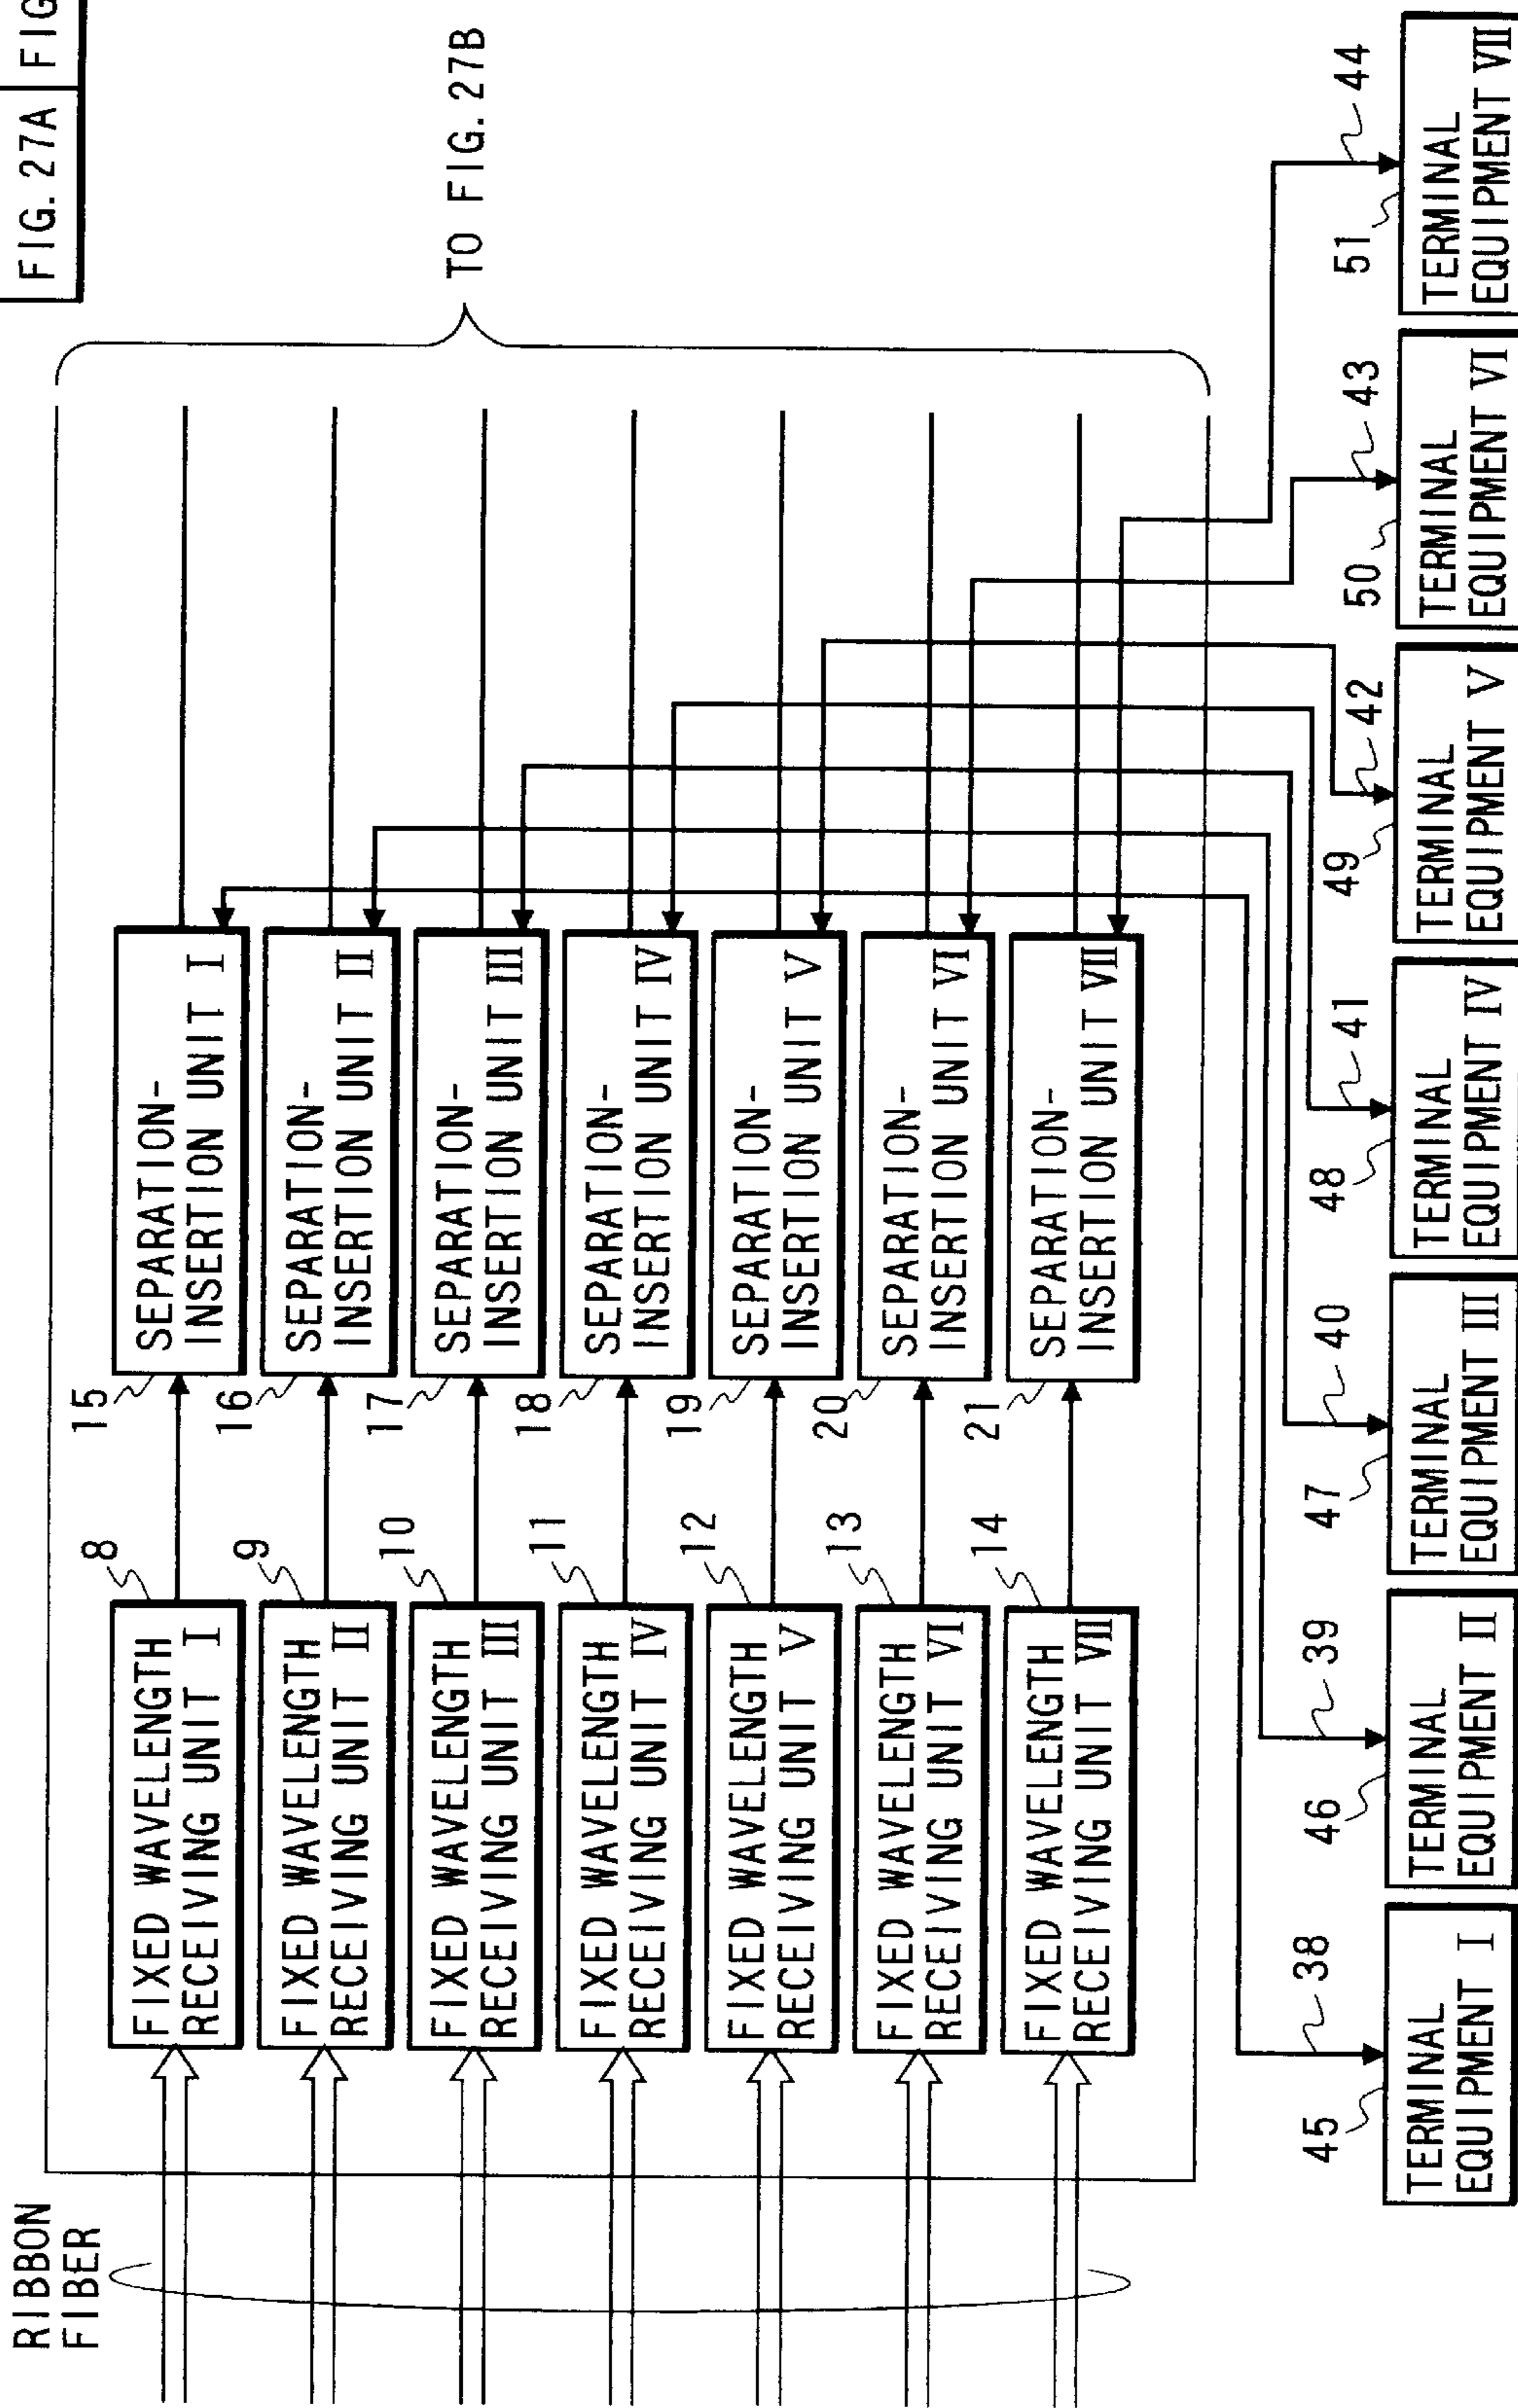 FIG. 27A FIG
RIBBON
FIBER
TO FIG. 27B
8
FIXED WAVELENGTH
RECEIVING UNIT I
15
SEPARATION-
INSERTION UNIT I
9
FIXED WAVELENGTH
RECEIVING UNIT II
16
SEPARATION-
INSERTION UNIT II
10
FIXED WAVELENGTH
RECEIVING UNIT III
17
SEPARATION-
INSERTION UNIT III
11
FIXED WAVELENGTH
RECEIVING UNIT IV
18
SEPARATION-
INSERTION UNIT IV
12
FIXED WAVELENGTH
RECEIVING UNIT V
19
SEPARATION-
INSERTION UNIT V
13
FIXED WAVELENGTH
RECEIVING UNIT VI
20
SEPARATION-
INSERTION UNIT VI
14
FIXED WAVELENGTH
RECEIVING UNIT VII
21
SEPARATION-
INSERTION UNIT VII
45
38
TERMINAL
EQUIPMENT I
46
39
TERMINAL
EQUIPMENT II
47
40
TERMINAL
EQUIPMENT III
48
41
TERMINAL
EQUIPMENT IV
49
42
TERMINAL
EQUIPMENT V
50
43
TERMINAL
EQUIPMENT VI
51
44
TERMINAL
EQUIPMENT VII